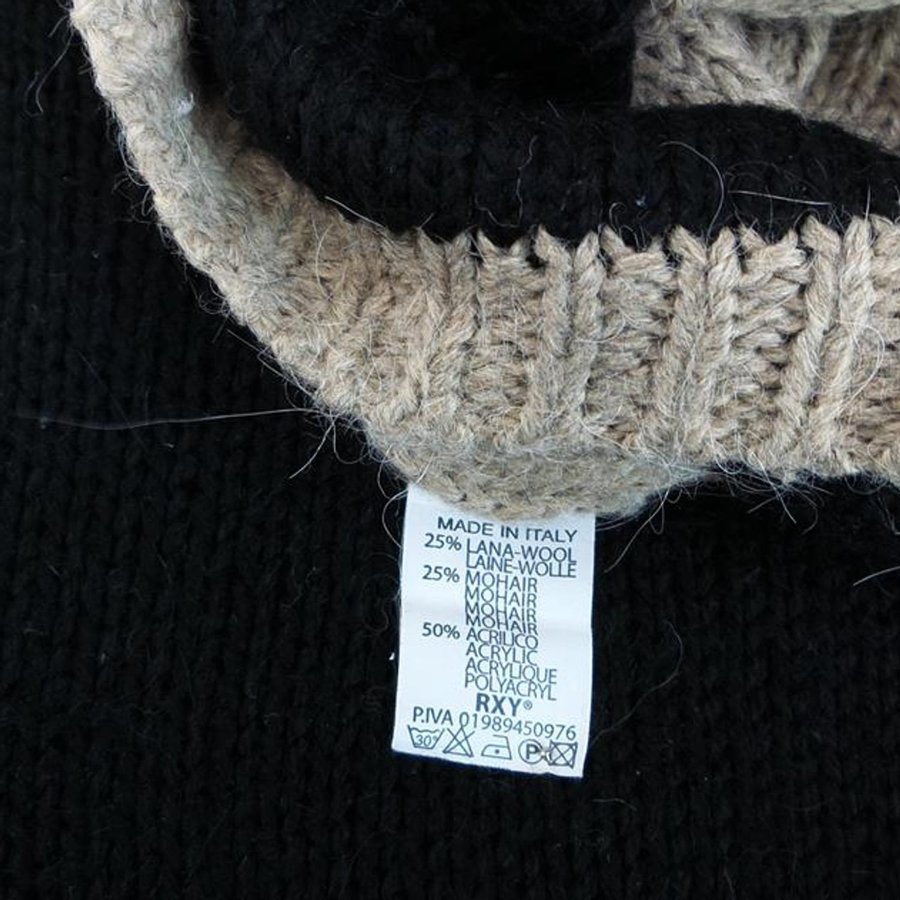 MADE IN ITALY
25% LANA-WOOL
LAINE-WOLLE
25% MOHAIR
MOHAIR
MOHAIR
MOHAIR
50% ACRILICO
ACRYLIC
ACRYLIQUE
POLYACRYL
RXY®
P.IVA 01989450976
30° P